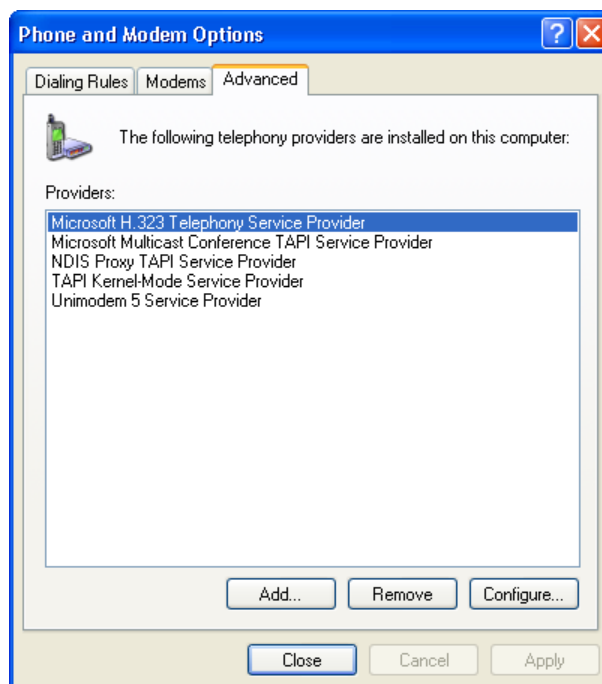 Phone and Modem Options
Dialing Rules Modems Advanced
The following telephony providers are installed on this computer:
Providers:
Microsoft H.323 Telephony Service Provider
Microsoft Multicast Conference TAPI Service Provider
NDIS Proxy TAPI Service Provider
TAPI Kernel-Mode Service Provider
Unimodem 5 Service Provider
Add... Remove Configure...
Close Cancel Apply